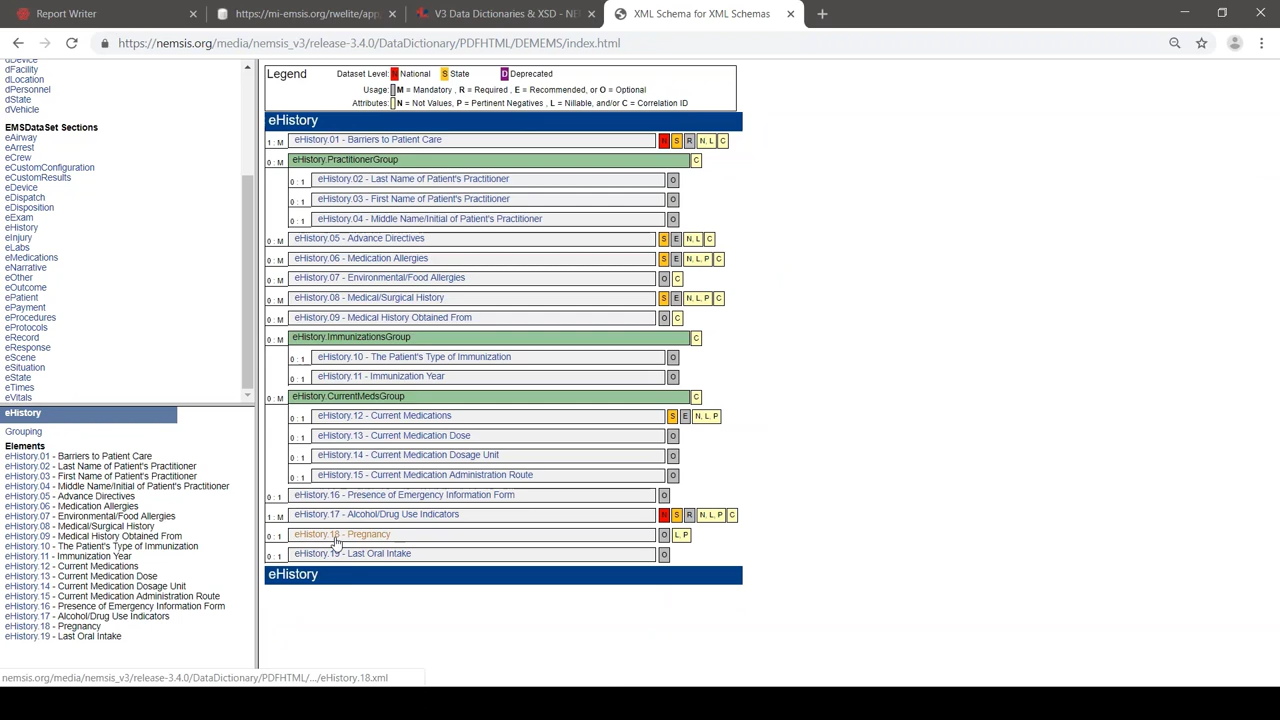 Report Writer
https://mi-emsis.org/rwelite/app
V3 Data Dictionaries & XSD - NE
XML Schema for XML Schemas
https://nemsis.org/media/nemsis_v3/release-3.4.0/DataDictionary/PDFHTML/DEMEMS/index.html
dFacility
dLocation
dPersonnel
dState
dVehicle
EMSDataSet Sections
eAirway
eArrest
eCrew
eCustomConfiguration
eCustomResults
eDevice
eDispatch
eDisposition
eExam
eHistory
eInjury
eLabs
eMedications
eNarrative
eOther
eOutcome
ePatient
ePayment
eProcedures
eProtocols
eRecord
eResponse
eScene
eSituation
eState
eTimes
eVitals
eHistory
Grouping
Elements
eHistory.01 - Barriers to Patient Care
eHistory.02 - Last Name of Patient's Practitioner
eHistory.03 - First Name of Patient's Practitioner
eHistory.04 - Middle Name/Initial of Patient's Practitioner
eHistory.05 - Advance Directives
eHistory.06 - Medication Allergies
eHistory.07 - Environmental/Food Allergies
eHistory.08 - Medical/Surgical History
eHistory.09 - Medical History Obtained From
eHistory.10 - The Patient's Type of Immunization
eHistory.11 - Immunization Year
eHistory.12 - Current Medications
eHistory.13 - Current Medication Dose
eHistory.14 - Current Medication Dosage Unit
eHistory.15 - Current Medication Administration Route
eHistory.16 - Presence of Emergency Information Form
eHistory.17 - Alcohol/Drug Use Indicators
eHistory.18 - Pregnancy
eHistory.19 - Last Oral Intake
Legend Dataset Level: N National S State D Deprecated
Usage: M = Mandatory , R = Required , E = Recommended, or O = Optional
Attributes: N = Not Values, P = Pertinent Negatives , L = Nillable, and/or C = Correlation ID
eHistory
1 : M eHistory.01 - Barriers to Patient Care N S R N, L C
0 : M eHistory.PractitionerGroup C
0 : 1 eHistory.02 - Last Name of Patient's Practitioner O
0 : 1 eHistory.03 - First Name of Patient's Practitioner O
0 : 1 eHistory.04 - Middle Name/Initial of Patient's Practitioner O
0 : M eHistory.05 - Advance Directives S E N, L C
0 : M eHistory.06 - Medication Allergies S E N, L, P C
0 : M eHistory.07 - Environmental/Food Allergies O C
0 : M eHistory.08 - Medical/Surgical History S E N, L, P C
0 : M eHistory.09 - Medical History Obtained From O C
0 : M eHistory.ImmunizationsGroup C
0 : 1 eHistory.10 - The Patient's Type of Immunization O
0 : 1 eHistory.11 - Immunization Year O
0 : M eHistory.CurrentMedsGroup C
0 : 1 eHistory.12 - Current Medications S E N, L, P
0 : 1 eHistory.13 - Current Medication Dose O
0 : 1 eHistory.14 - Current Medication Dosage Unit O
0 : 1 eHistory.15 - Current Medication Administration Route O
0 : 1 eHistory.16 - Presence of Emergency Information Form O
1 : M eHistory.17 - Alcohol/Drug Use Indicators N S R N, L, P C
0 : 1 eHistory.18 - Pregnancy O L, P
0 : 1 eHistory.19 - Last Oral Intake O
eHistory
nemsis.org/media/nemsis_v3/release-3.4.0/DataDictionary/PDFHTML/.../eHistory.18.xml